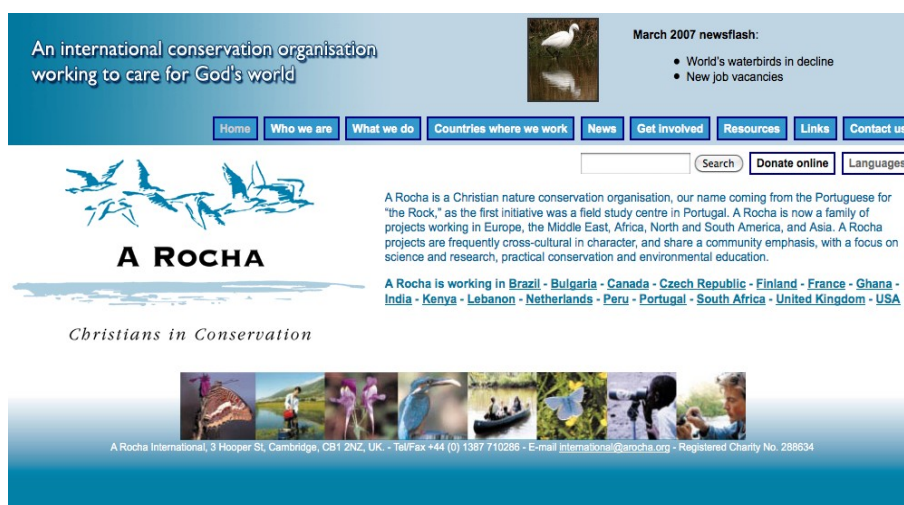 An international conservation organisation
working to care for God's world
March 2007 newsflash:
• World's waterbirds in decline
• New job vacancies
Home Who we are What we do Countries where we work News Get involved Resources Links Contact us
Search Donate online Languages
A ROCHA
Christians in Conservation
A Rocha is a Christian nature conservation organisation, our name coming from the Portuguese for
"the Rock," as the first initiative was a field study centre in Portugal. A Rocha is now a family of
projects working in Europe, the Middle East, Africa, North and South America, and Asia. A Rocha
projects are frequently cross-cultural in character, and share a community emphasis, with a focus on
science and research, practical conservation and environmental education.
A Rocha is working in Brazil - Bulgaria - Canada - Czech Republic - Finland - France - Ghana -
India - Kenya - Lebanon - Netherlands - Peru - Portugal - South Africa - United Kingdom - USA
A Rocha International, 3 Hooper St, Cambridge, CB1 2NZ, UK. - Tel/Fax +44 (0) 1387 710286 - E-mail international@arocha.org - Registered Charity No. 288634